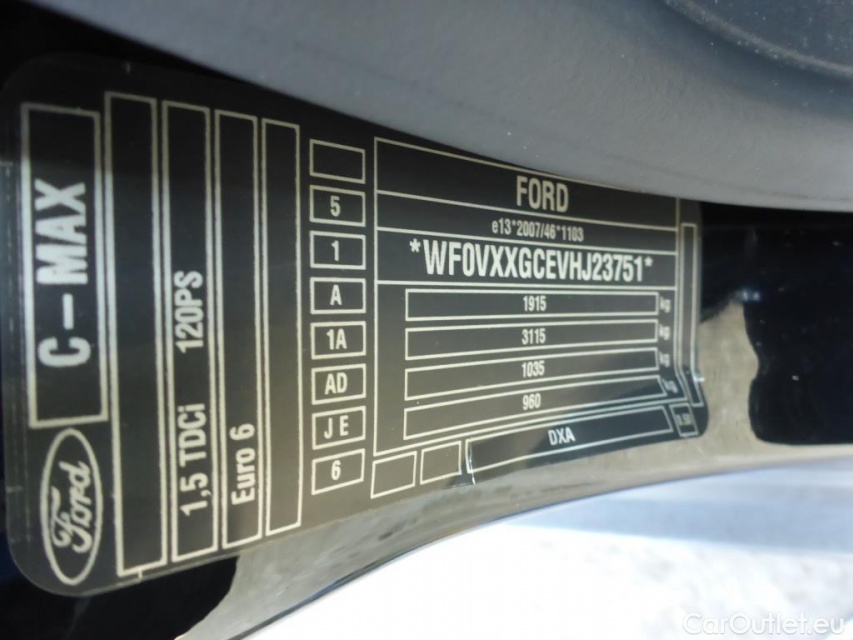 C-MAX
Ford
1,5 TDCi 120PS
Euro 6
5
1
A
1A
AD
J E
6
FORD
e13*2007/46*1103
*WF0VXXGCEVHJ23751*
1915 kg
3115 kg
1035 kg
960 kg
DXA
CarOutlet.eu